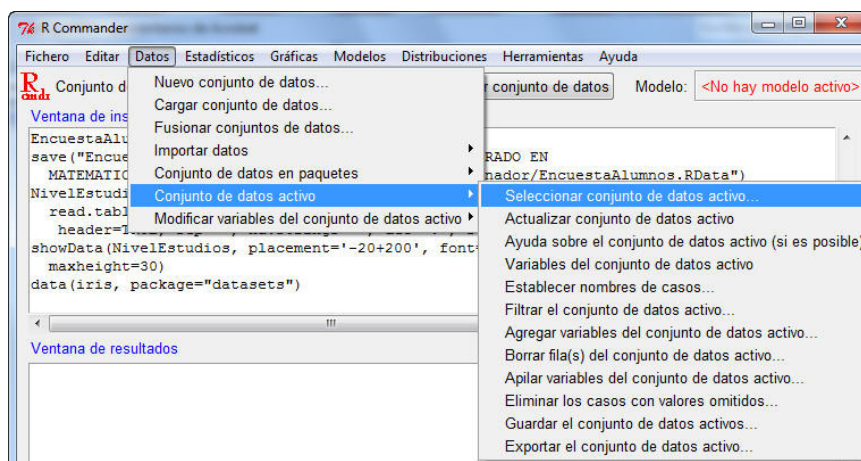 R Commander
Fichero Editar Datos Estadísticos Gráficas Modelos Distribuciones Herramientas Ayuda
R cmdr Conjunto d r conjunto de datos Modelo: <No hay modelo activo>
Nuevo conjunto de datos...
Cargar conjunto de datos...
Fusionar conjuntos de datos...
Importar datos
Conjunto de datos en paquetes
Conjunto de datos activo
Modificar variables del conjunto de datos activo
Seleccionar conjunto de datos activo...
Actualizar conjunto de datos activo
Ayuda sobre el conjunto de datos activo (si es posible)
Variables del conjunto de datos activo
Establecer nombres de casos...
Filtrar el conjunto de datos activo...
Agregar variables del conjunto de datos activo...
Borrar fila(s) del conjunto de datos activo...
Apilar variables del conjunto de datos activo...
Eliminar los casos con valores omitidos...
Guardar el conjunto de datos activos...
Exportar el conjunto de datos activo...
Ventana de ins
EncuestaAlu
save("Encue RADO EN
MATEMATIC nador/EncuestaAlumnos.RData")
NivelEstudi
read.tabl
showData(NivelEstudios, placement='-20+200', font=
maxheight=30)
data(iris, package="datasets")
Ventana de resultados